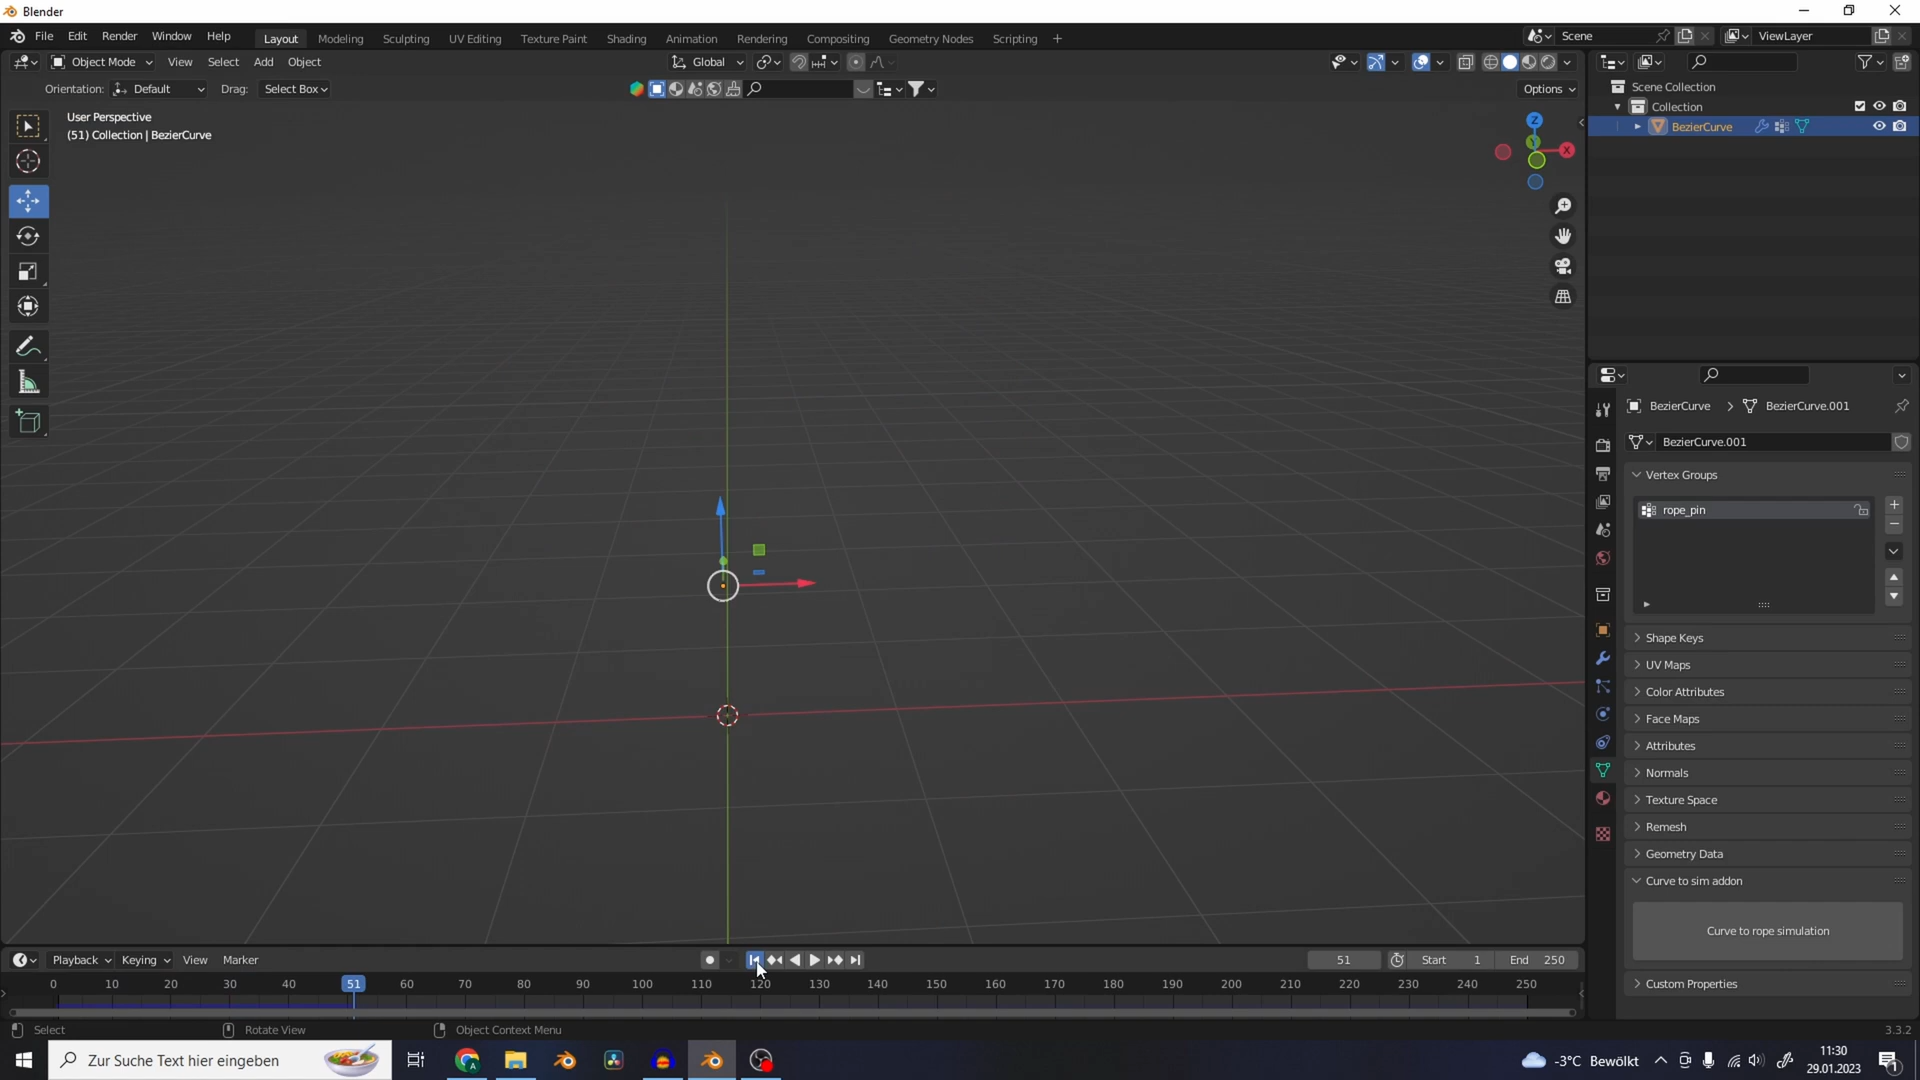 Blender
File Edit Render Window Help Layout Modeling Sculpting UV Editing Texture Paint Shading Animation Rendering Compositing Geometry Nodes Scripting + Scene ViewLayer
Object Mode View Select Add Object Global
Orientation: Default Drag: Select Box Options
User Perspective
(51) Collection | BezierCurve
Z
Y
X
Scene Collection
Collection
BezierCurve
BezierCurve > BezierCurve.001
BezierCurve.001
Vertex Groups
rope_pin
Shape Keys
UV Maps
Color Attributes
Face Maps
Attributes
Normals
Texture Space
Remesh
Geometry Data
Curve to sim addon
Curve to rope simulation
Custom Properties
Playback Keying View Marker 51 Start 1 End 250
0 10 20 30 40 51 60 70 80 90 100 110 120 130 140 150 160 170 180 190 200 210 220 230 240 250
Select Rotate View Object Context Menu 3.3.2
Zur Suche Text hier eingeben -3°C Bewölkt 11:30
29.01.2023
1